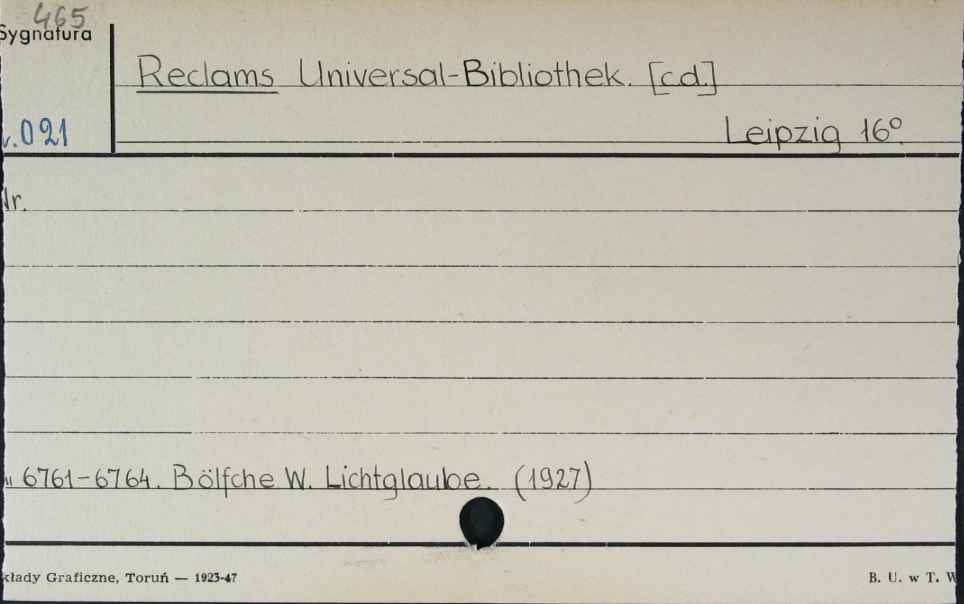 465
Sygnatura
Reclams Universal-Bibliothek. [cd.]
021
Leipzig 16°.
Nr.
" 6761-6764. Bölfche W. Lichtglaube. (1927)
kłady Graficzne, Toruń — 1923-47
B. U. w T. W